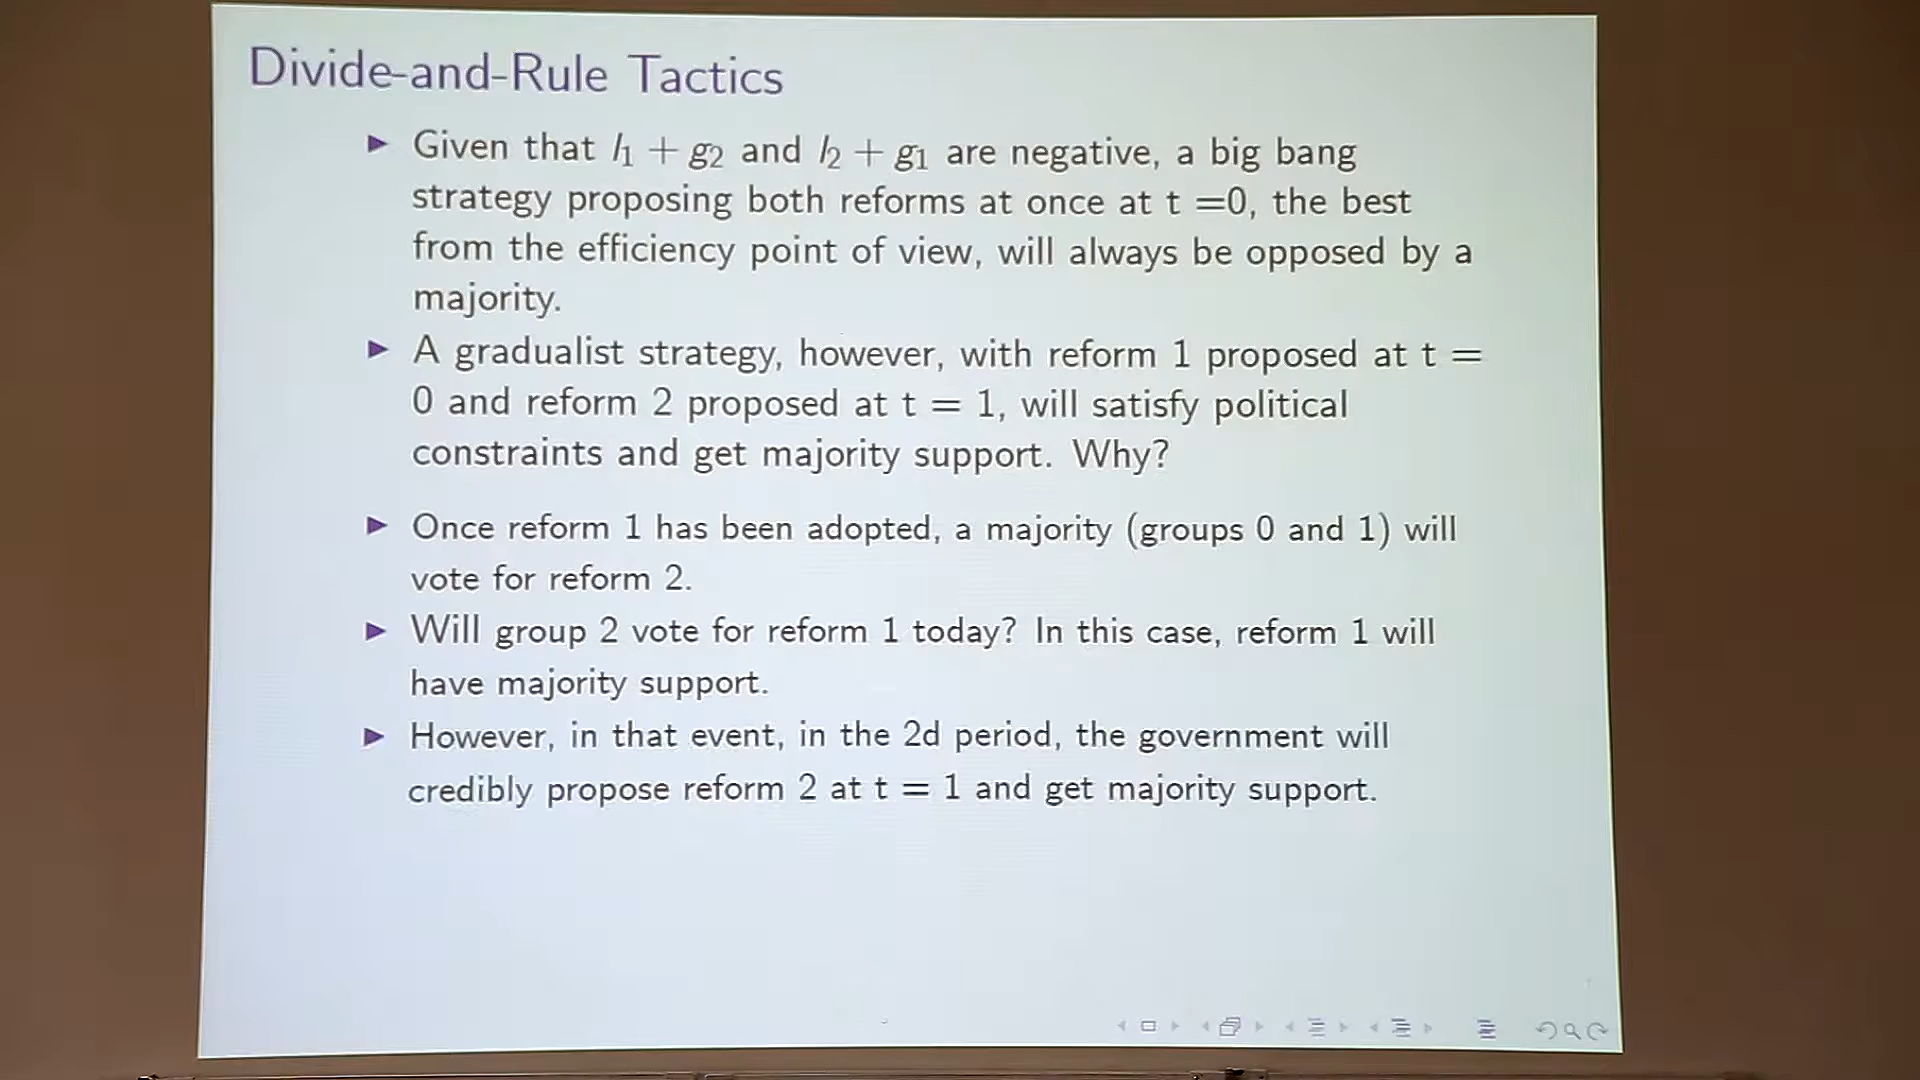 Divide-and-Rule Tactics
▶ Given that l₁ + g₂ and l₂ + g₁ are negative, a big bang
strategy proposing both reforms at once at t =0, the best
from the efficiency point of view, will always be opposed by a
majority.
▶ A gradualist strategy, however, with reform 1 proposed at t =
0 and reform 2 proposed at t = 1, will satisfy political
constraints and get majority support. Why?
▶ Once reform 1 has been adopted, a majority (groups 0 and 1) will
vote for reform 2.
▶ Will group 2 vote for reform 1 today? In this case, reform 1 will
have majority support.
▶ However, in that event, in the 2d period, the government will
credibly propose reform 2 at t = 1 and get majority support.